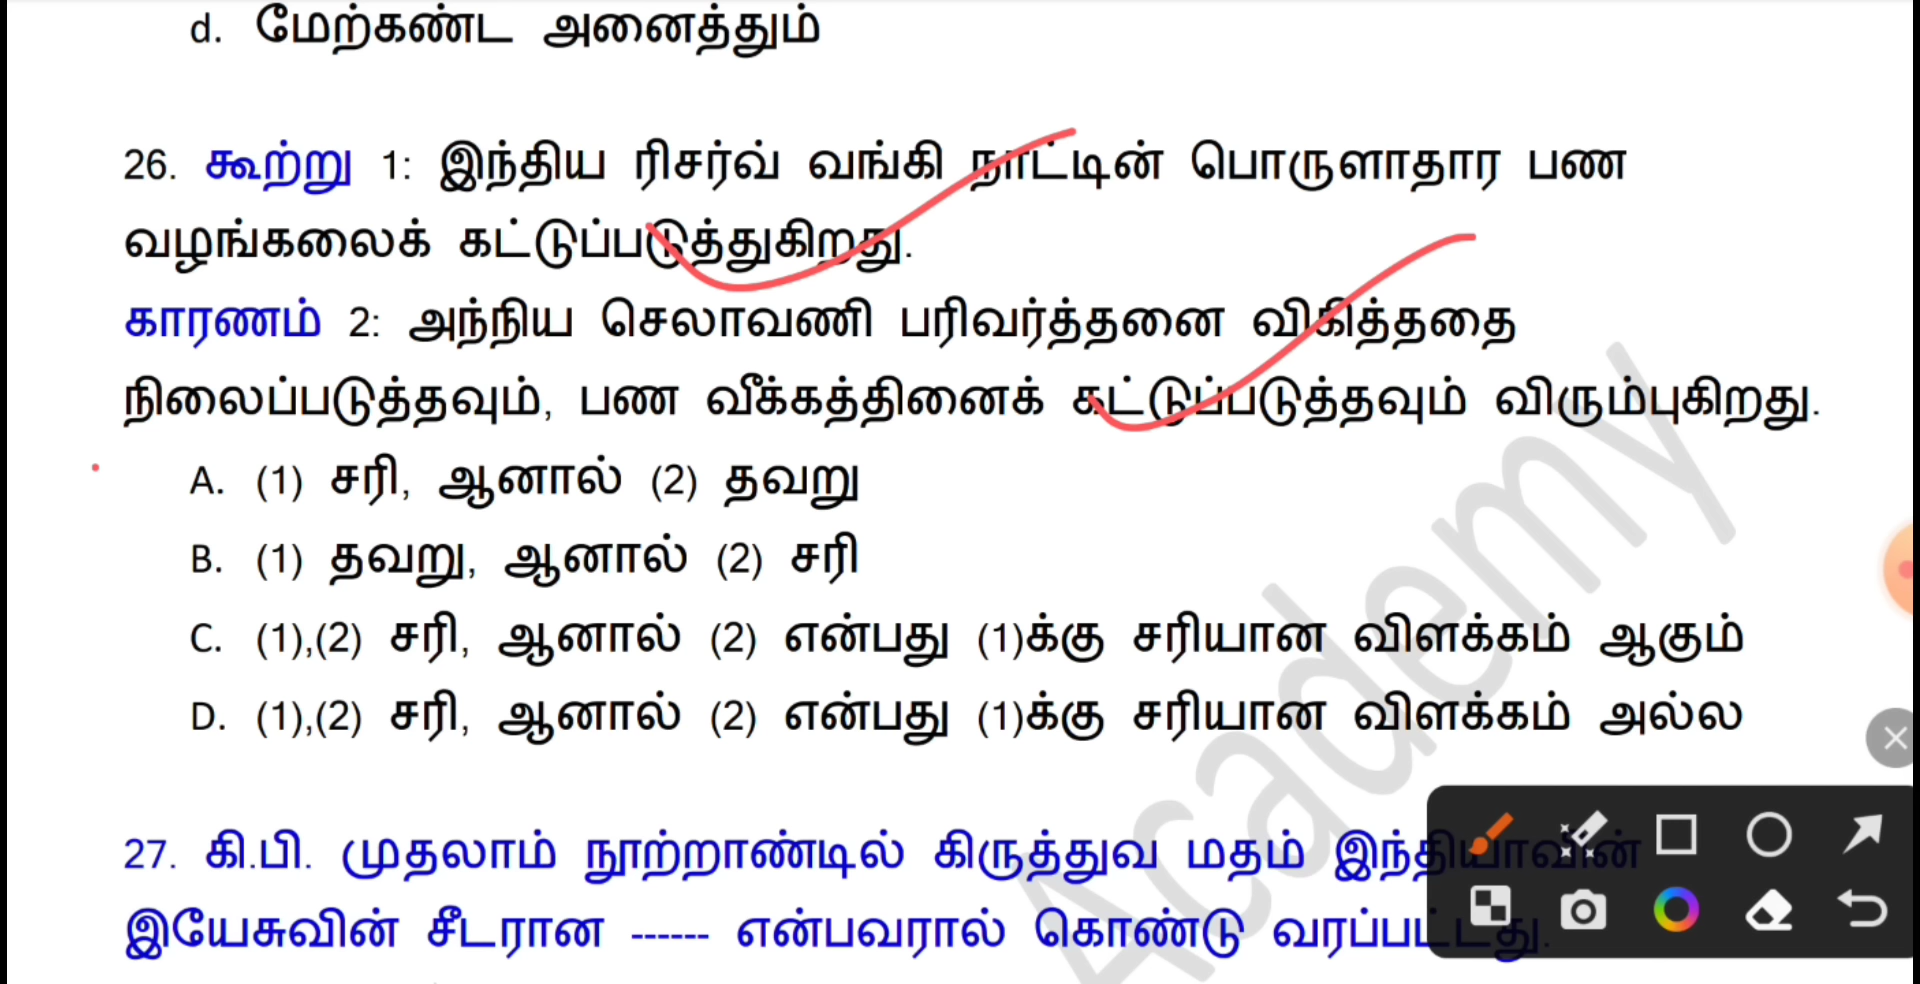 d. மேற்கண்ட அனைத்தும்
26. கூற்று 1: இந்திய ரிசர்வ் வங்கி நாட்டின் பொருளாதார பண
வழங்கலைக் கட்டுப்படுத்துகிறது.
காரணம் 2: அந்நிய செலாவணி பரிவர்த்தனை விகித்ததை
நிலைப்படுத்தவும், பண வீக்கத்தினைக் கட்டுப்படுத்தவும் விரும்புகிறது.
A. (1) சரி, ஆனால் (2) தவறு
B. (1) தவறு, ஆனால் (2) சரி
C. (1),(2) சரி, ஆனால் (2) என்பது (1)க்கு சரியான விளக்கம் ஆகும்
D. (1),(2) சரி, ஆனால் (2) என்பது (1)க்கு சரியான விளக்கம் அல்ல
27. கி.பி. முதலாம் நூற்றாண்டில் கிருத்துவ மதம் இந்தியாவின்
இயேசுவின் சீடரான ------ என்பவரால் கொண்டு வரப்பட்டது.
Academy